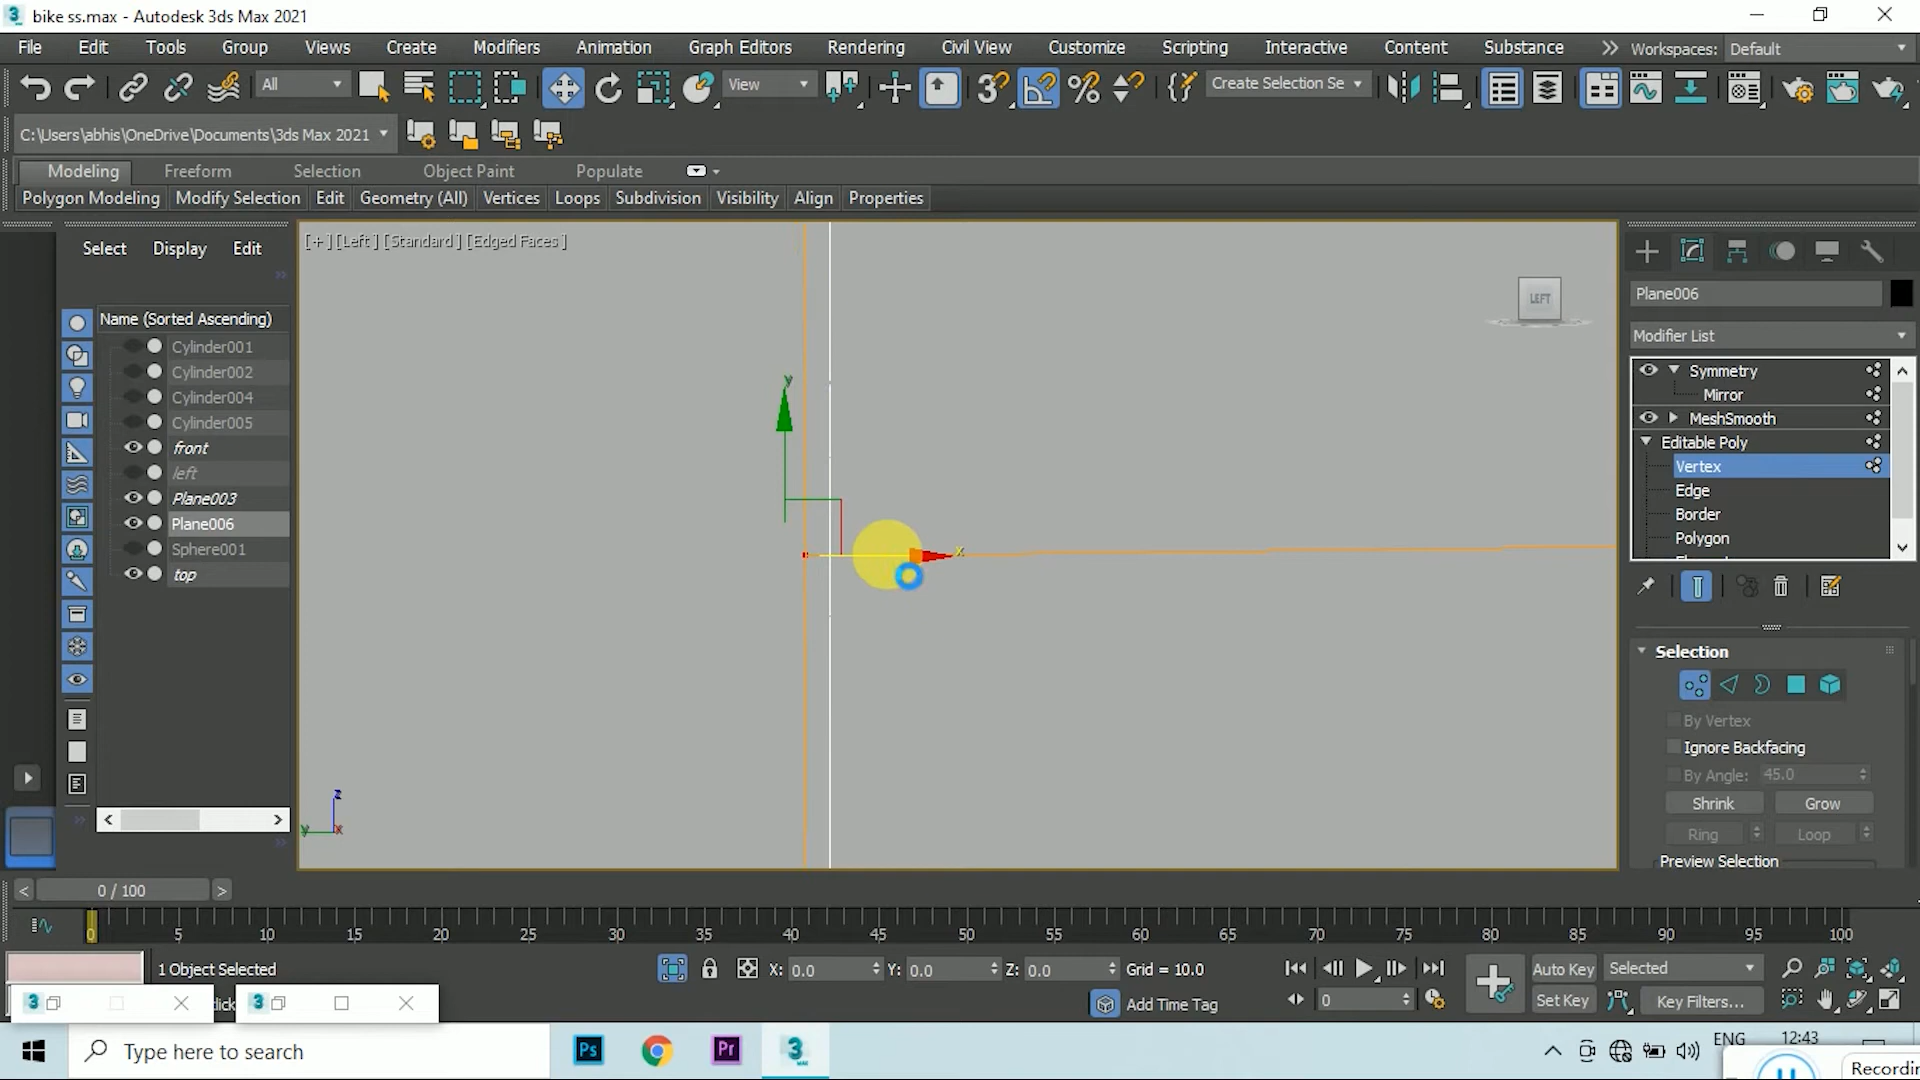 3 bike ss.max - Autodesk 3ds Max 2021
File Edit Tools Group Views Create Modifiers Animation Graph Editors Rendering Civil View Customize Scripting Interactive Content Substance Workspaces: Default
All View Create Selection Se
C:\Users\abhis\OneDrive\Documents\3ds Max 2021
Modeling Freeform Selection Object Paint Populate
Polygon Modeling Modify Selection Edit Geometry (All) Vertices Loops Subdivision Visibility Align Properties
Select Display Edit
[+] [Left] [Standard] [Edged Faces]
LEFT
Name (Sorted Ascending)
Cylinder001
Cylinder002
Cylinder004
Cylinder005
front
left
Plane003
Plane006
Sphere001
top
y
x
z
y x
Plane006
Modifier List
Symmetry
Mirror
MeshSmooth
Editable Poly
Vertex
Edge
Border
Polygon
Selection
By Vertex
Ignore Backfacing
By Angle: 45.0
Shrink Grow
Ring Loop
Preview Selection
< 0 / 100 >
0 5 10 15 20 25 30 35 40 45 50 55 60 65 70 75 80 85 90 95 100
1 Object Selected X: 0.0 Y: 0.0 Z: 0.0 Grid = 10.0 Auto Key Selected
lick Add Time Tag 0 Set Key Key Filters...
Type here to search Ps Pr 3 ENG 12:43
Recordin